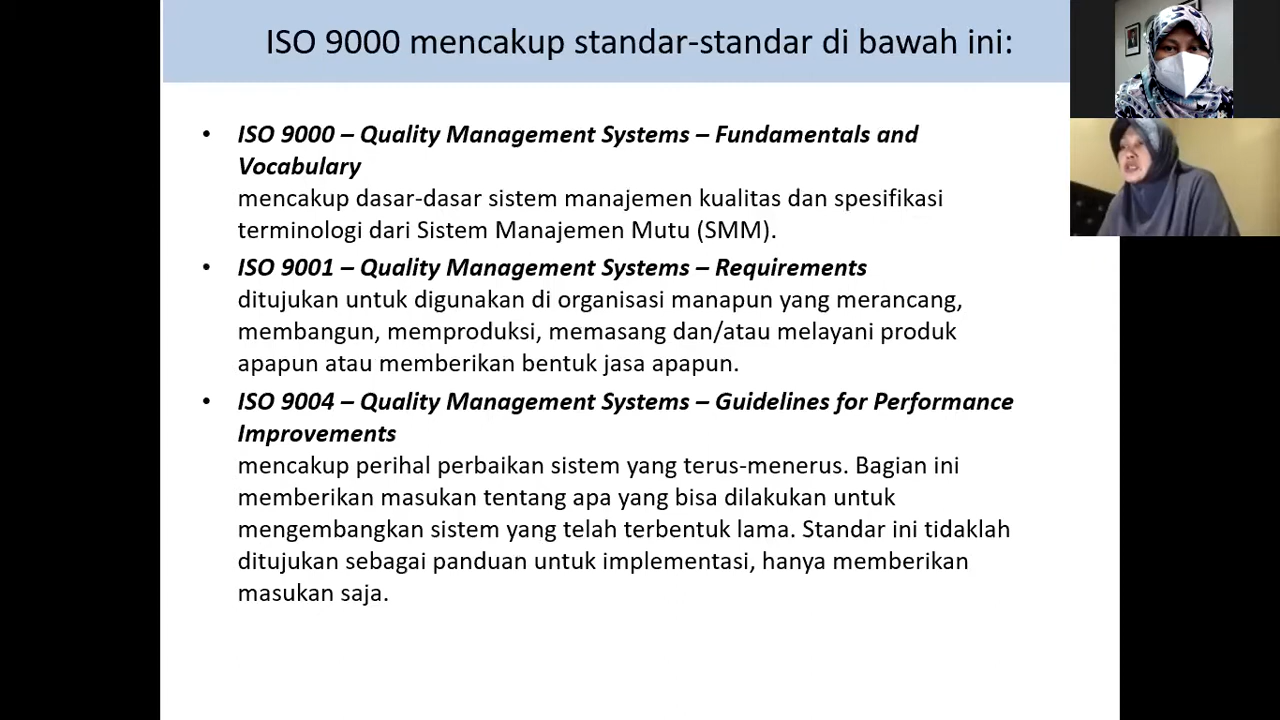 ISO 9000 mencakup standar-standar di bawah ini:
• ISO 9000 – Quality Management Systems – Fundamentals and
Vocabulary
mencakup dasar-dasar sistem manajemen kualitas dan spesifikasi
terminologi dari Sistem Manajemen Mutu (SMM).
• ISO 9001 – Quality Management Systems – Requirements
ditujukan untuk digunakan di organisasi manapun yang merancang,
membangun, memproduksi, memasang dan/atau melayani produk
apapun atau memberikan bentuk jasa apapun.
• ISO 9004 – Quality Management Systems – Guidelines for Performance
Improvements
mencakup perihal perbaikan sistem yang terus-menerus. Bagian ini
memberikan masukan tentang apa yang bisa dilakukan untuk
mengembangkan sistem yang telah terbentuk lama. Standar ini tidaklah
ditujukan sebagai panduan untuk implementasi, hanya memberikan
masukan saja.